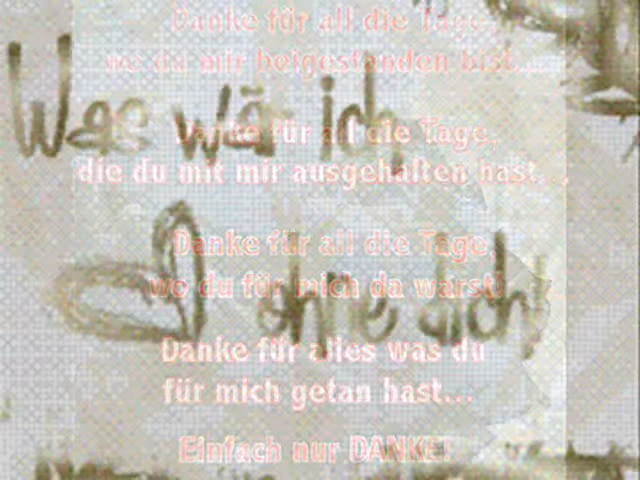 Danke für all die Tage
wo du mir beigestanden bist...
Was wär ich
Danke für all die Tage,
die du mit mir ausgehalten hast...
Danke für all die Tage,
wo du für mich da warst!
ohne dich
Danke für alles was du
für mich getan hast...
Einfach nur DANKE!